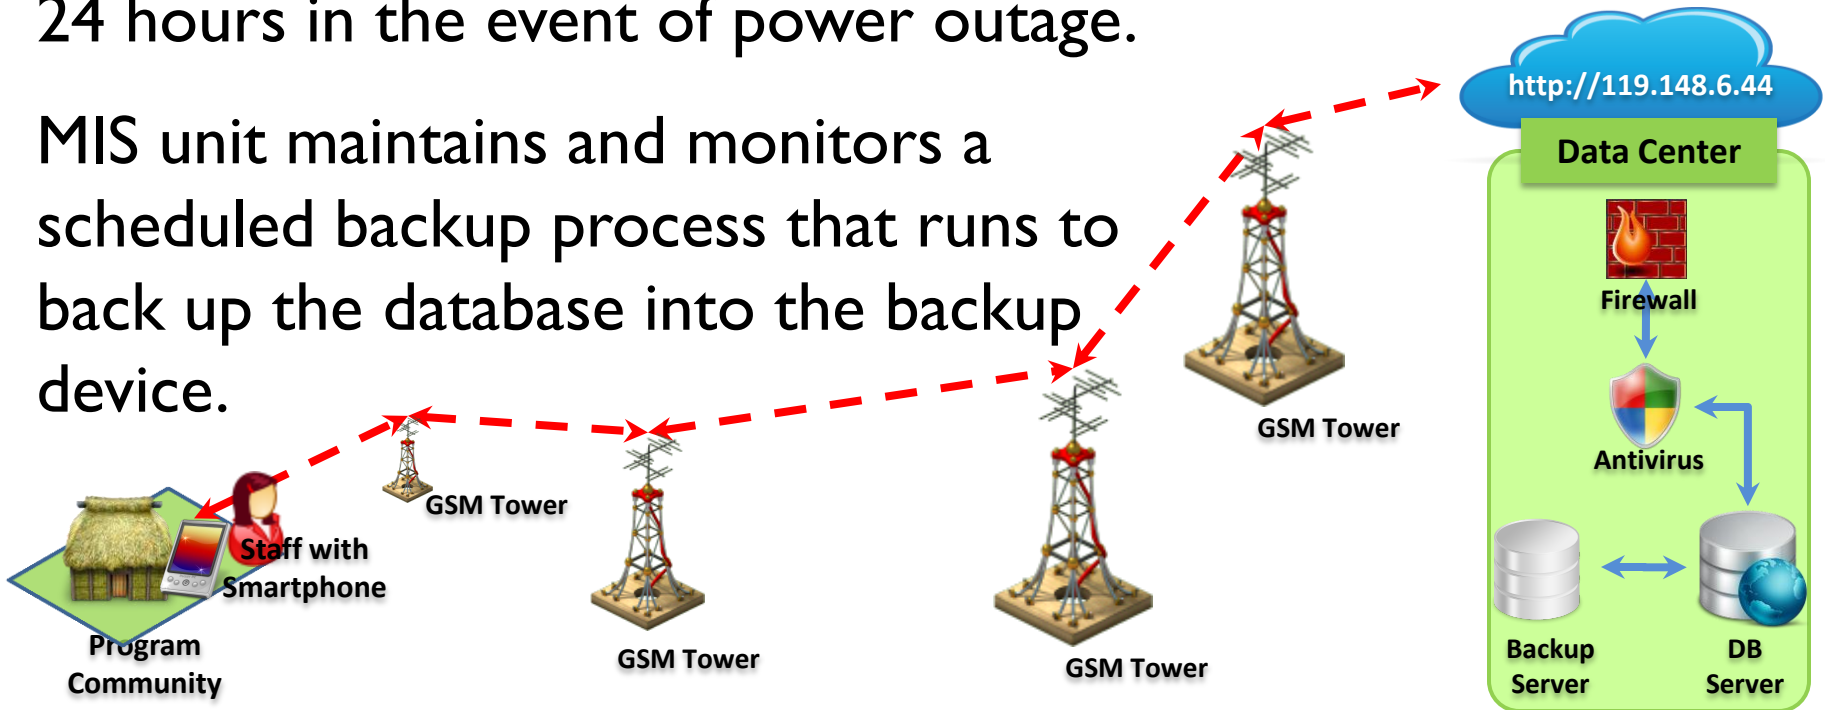 24 hours in the event of power outage.
MIS unit maintains and monitors a
scheduled backup process that runs to
back up the database into the backup
device.
http://119.148.6.44
Data Center
Firewall
Antivirus
Backup
Server
DB
Server
GSM Tower
GSM Tower
GSM Tower
GSM Tower
Staff with
Smartphone
Program
Community